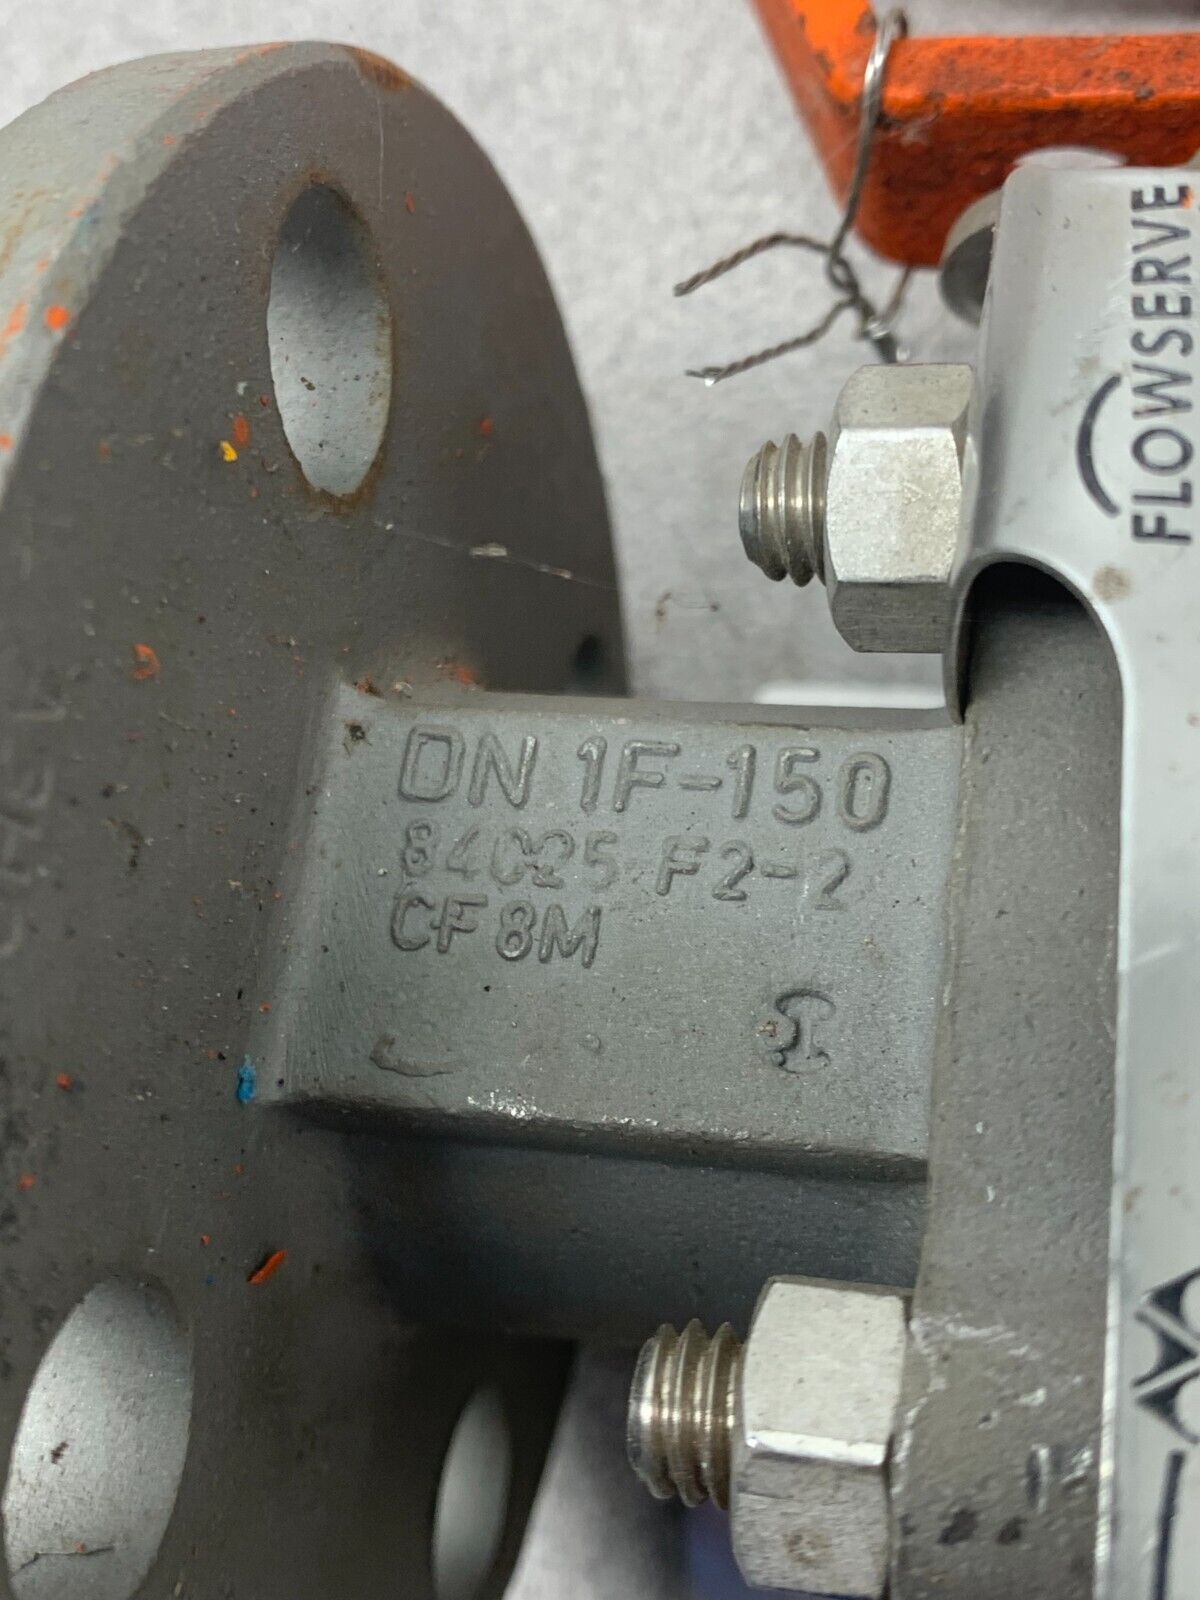 DN 1F-150
84025 F2-2
CF8M
FLOWSERVE